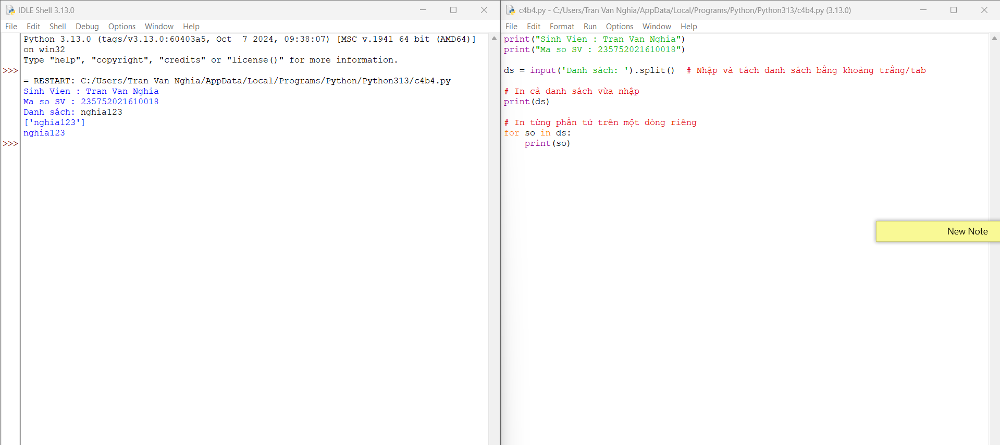 IDLE Shell 3.13.0
File Edit Shell Debug Options Window Help
Python 3.13.0 (tags/v3.13.0:60403a5, Oct  7 2024, 09:38:07) [MSC v.1941 64 bit (AMD64)]
on win32
Type "help", "copyright", "credits" or "license()" for more information.
>>>
= RESTART: C:/Users/Tran Van Nghia/AppData/Local/Programs/Python/Python313/c4b4.py
Sinh Vien : Tran Van Nghia
Ma so SV : 235752021610018
Danh sách: nghia123
['nghia123']
nghia123
>>>
c4b4.py - C:/Users/Tran Van Nghia/AppData/Local/Programs/Python/Python313/c4b4.py (3.13.0)
File Edit Format Run Options Window Help
print("Sinh Vien : Tran Van Nghia")
print("Ma so SV : 235752021610018")
ds = input('Danh sách: ').split()  # Nhập và tách danh sách bằng khoảng trắng/tab
# In cả danh sách vừa nhập
print(ds)
# In từng phần tử trên một dòng riêng
for so in ds:
    print(so)
New Note